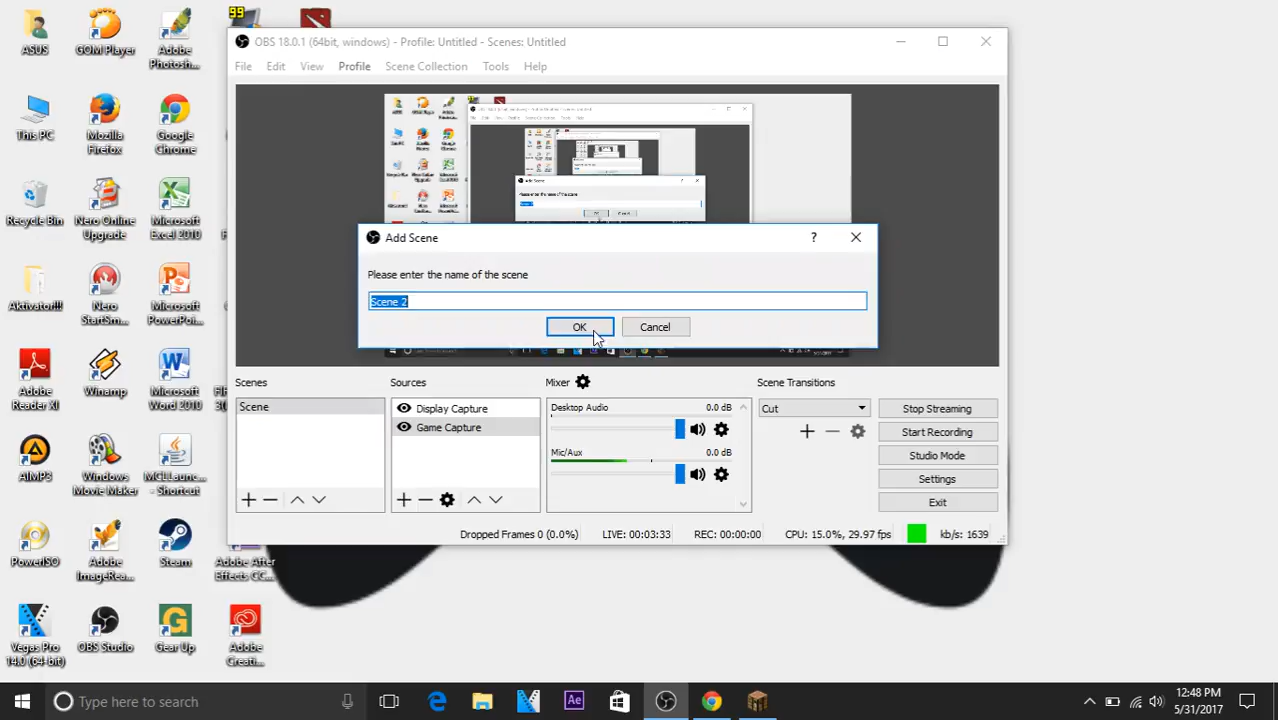 99
ASUS
GOM Player
Adobe Photosh...
This PC
Mozilla Firefox
Google Chrome
Recycle Bin
Nero Online Upgrade
Microsoft Excel 2010
Aktivator!!!
Nero StartSm...
Microsoft PowerPoi...
Adobe Reader XI
Winamp
Microsoft Word 2010
AIMP3
Windows Movie Maker
MCLLaunc... - Shortcut
PowerISO
Adobe ImageRea...
Steam
Adobe After Effects CC...
Vegas Pro 14.0 (64-bit)
OBS Studio
Gear Up
Adobe Creati...
OBS 18.0.1 (64bit, windows) - Profile: Untitled - Scenes: Untitled
File Edit View Profile Scene Collection Tools Help
Add Scene ?
Please enter the name of the scene
Scene 2
OK Cancel
Scenes Sources Mixer Scene Transitions
Scene
Display Capture
Game Capture
Desktop Audio 0.0 dB
Mic/Aux 0.0 dB
Cut
Stop Streaming
Start Recording
Studio Mode
Settings
Exit
Dropped Frames 0 (0.0%) LIVE: 00:03:33 REC: 00:00:00 CPU: 15.0%, 29.97 fps kb/s: 1639
Type here to search
Ae
12:48 PM
5/31/2017